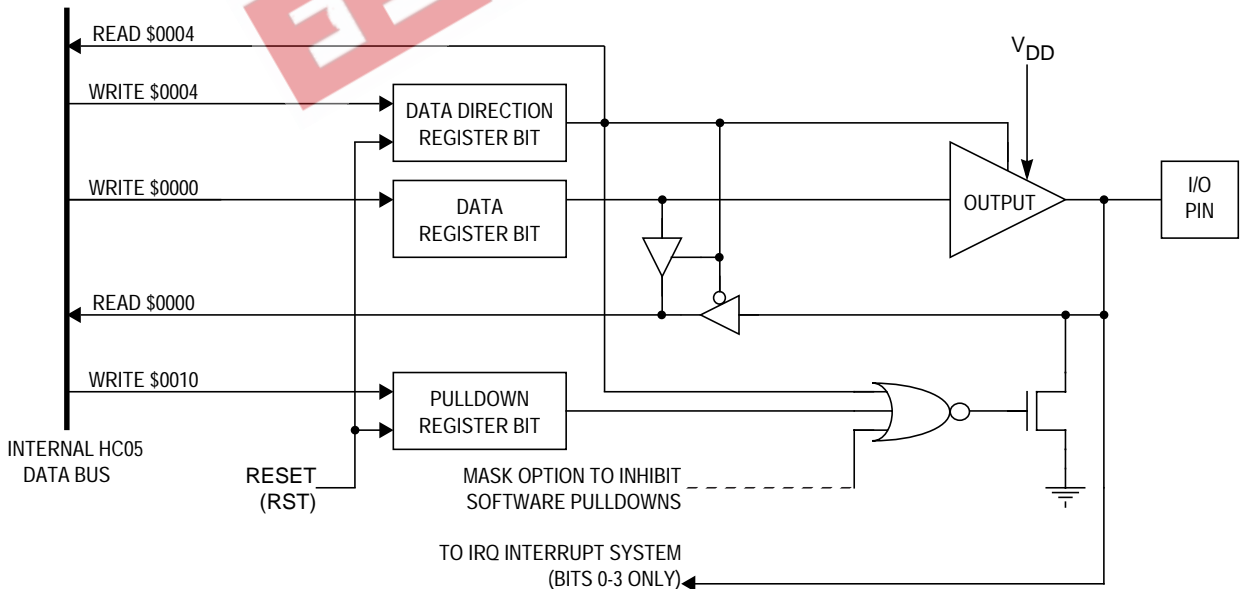 READ $0004
WRITE $0004
DATA DIRECTION
REGISTER BIT
VDD
WRITE $0000
DATA
REGISTER BIT
OUTPUT
I/O
PIN
READ $0000
WRITE $0010
PULLDOWN
REGISTER BIT
INTERNAL HC05
DATA BUS
RESET
(RST)
MASK OPTION TO INHIBIT
SOFTWARE PULLDOWNS
TO IRQ INTERRUPT SYSTEM
(BITS 0-3 ONLY)